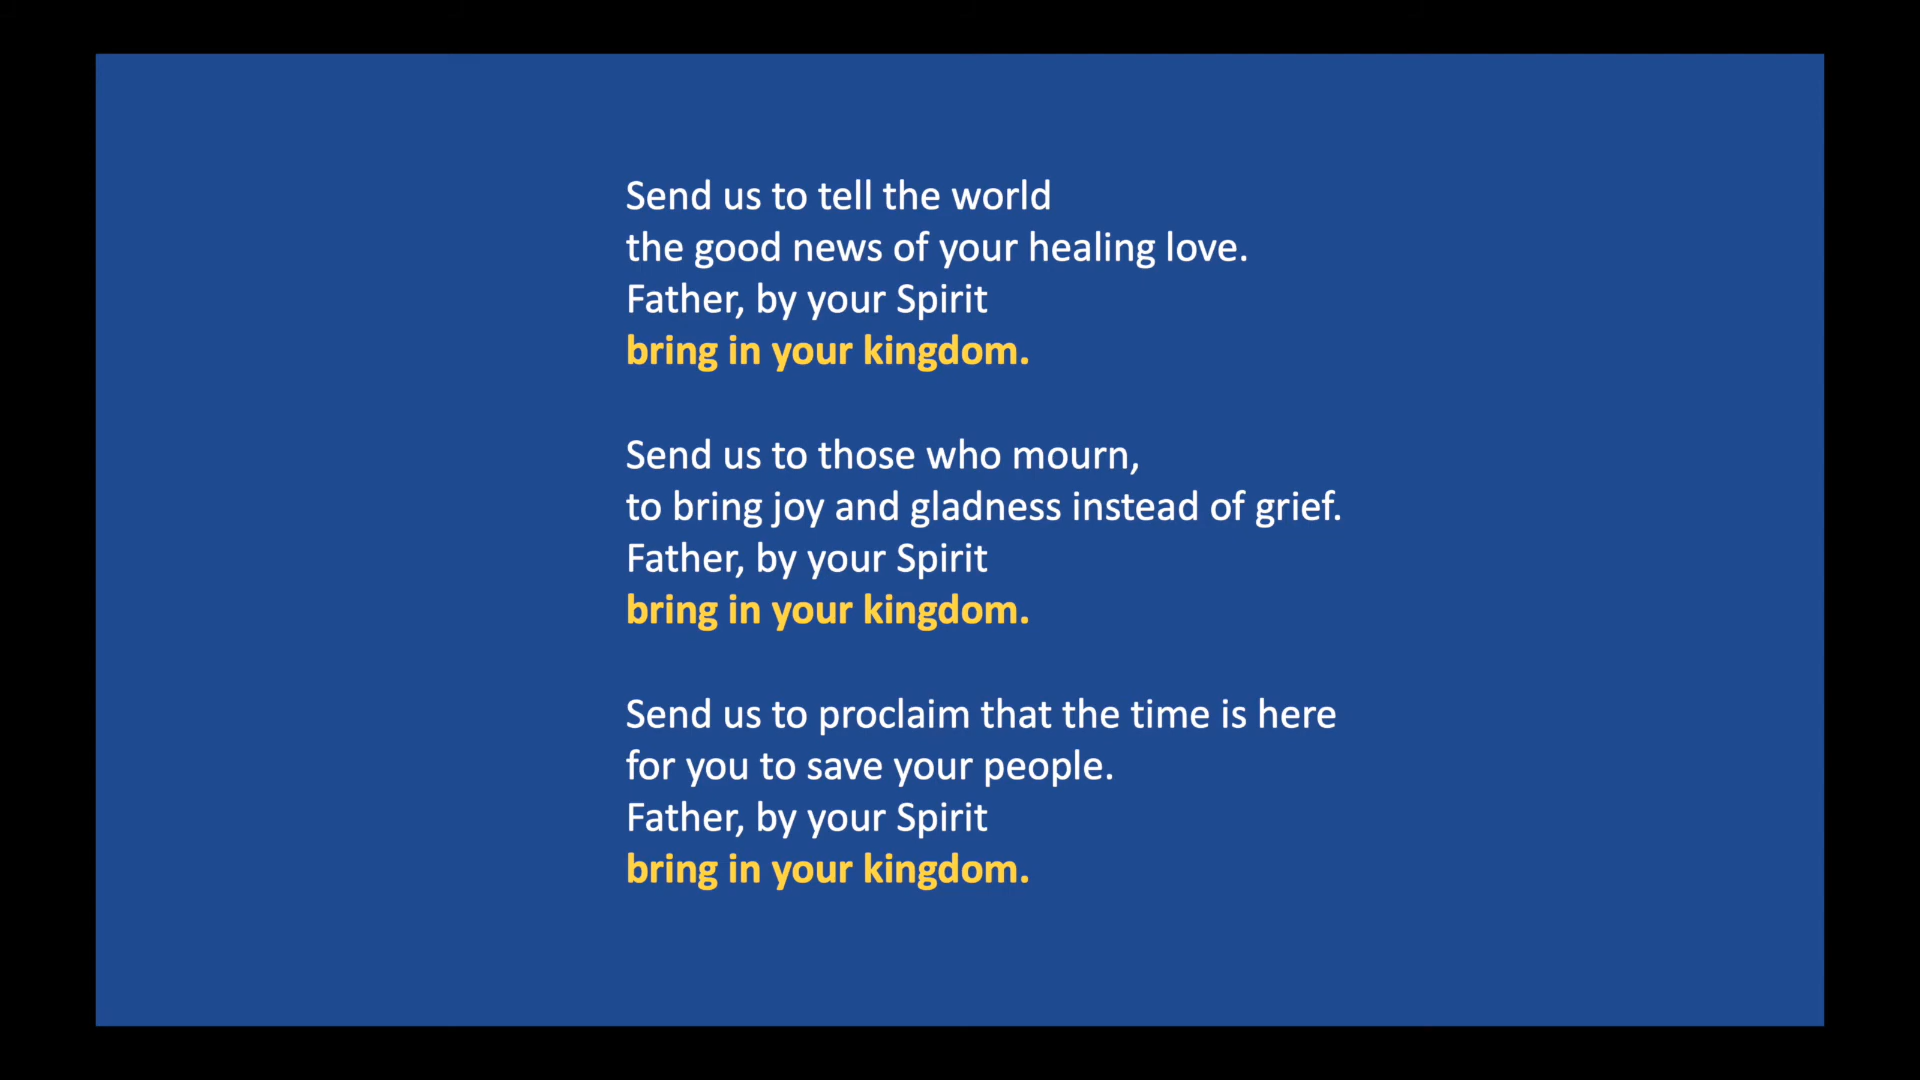 Send us to tell the world
the good news of your healing love.
Father, by your Spirit
bring in your kingdom.
Send us to those who mourn,
to bring joy and gladness instead of grief.
Father, by your Spirit
bring in your kingdom.
Send us to proclaim that the time is here
for you to save your people.
Father, by your Spirit
bring in your kingdom.